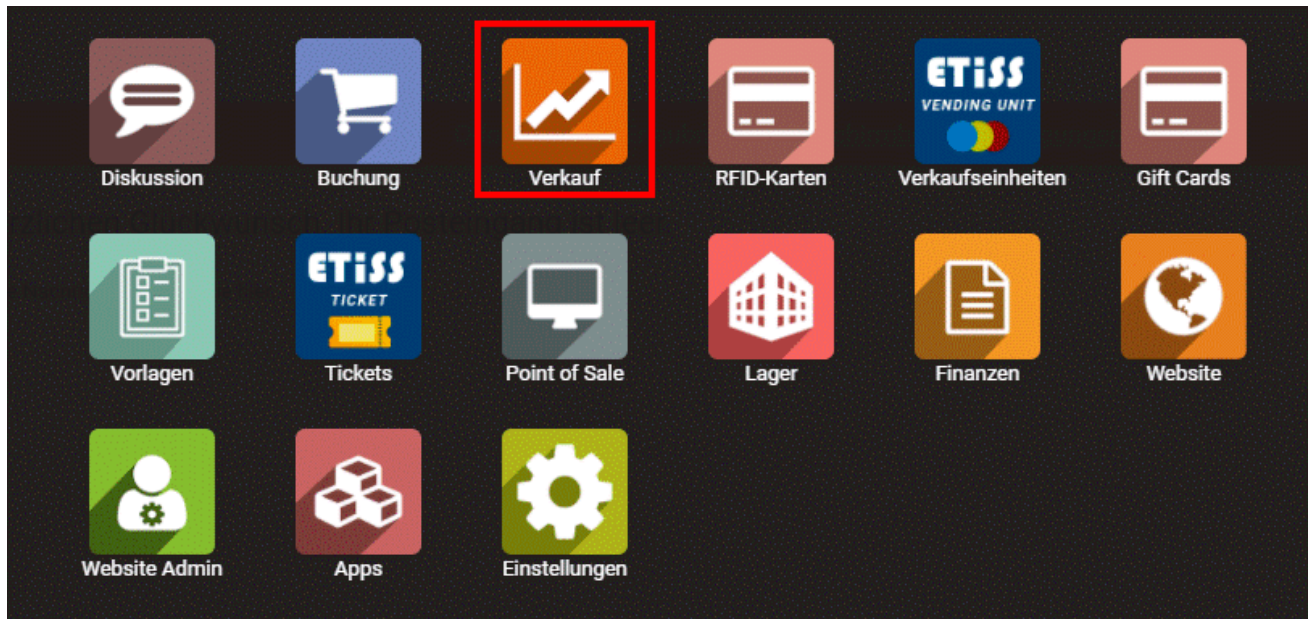 ETiSS
VENDING UNIT
Diskussion
Buchung
Verkauf
RFID-Karten
Verkaufseinheiten
Gift Cards
ETiSS
TICKET
Vorlagen
Tickets
Point of Sale
Lager
Finanzen
Website
Website Admin
Apps
Einstellungen